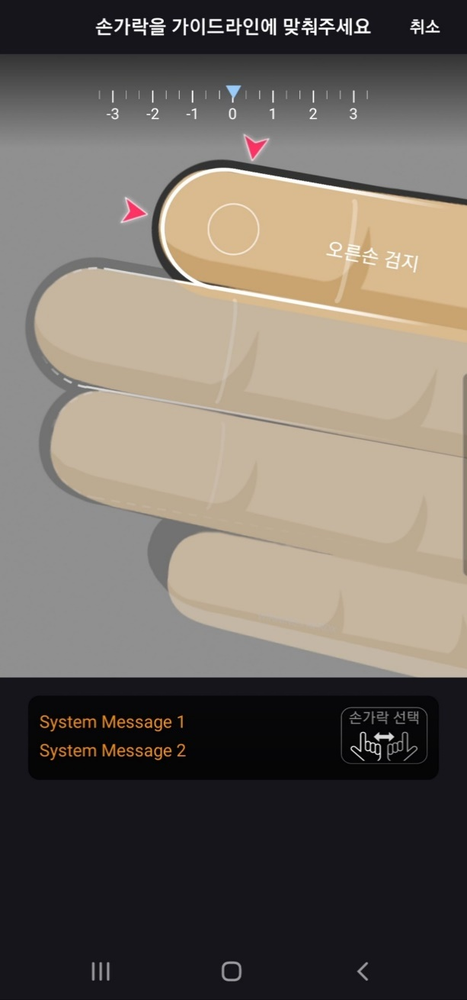 손가락을 가이드라인에 맞춰주세요 취소
-3 -2 -1 0 1 2 3
오른손 검지
System Message 1
System Message 2
손가락 선택